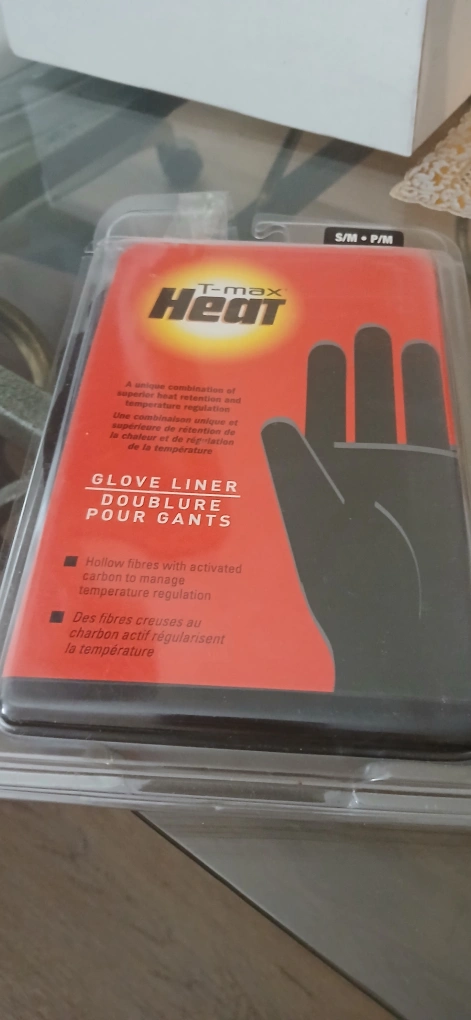 S/M • P/M
T-max
Heat
A unique combination of
superior heat retention and
temperature regulation
Une combinaison unique et
supérieure de rétention de
la chaleur et de régulation
de la température
GLOVE LINER
DOUBLURE
POUR GANTS
Hollow fibres with activated
carbon to manage
temperature regulation
Des fibres creuses au
charbon actif régularisent
la température